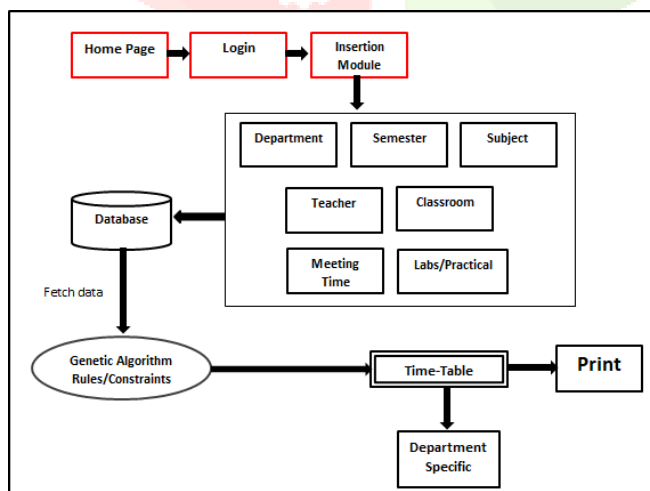 Home Page
Login
Insertion
Module
Department
Semester
Subject
Teacher
Classroom
Database
Meeting
Time
Labs/Practical
Fetch data
Genetic Algorithm
Rules/Constraints
Time-Table
Print
Department
Specific